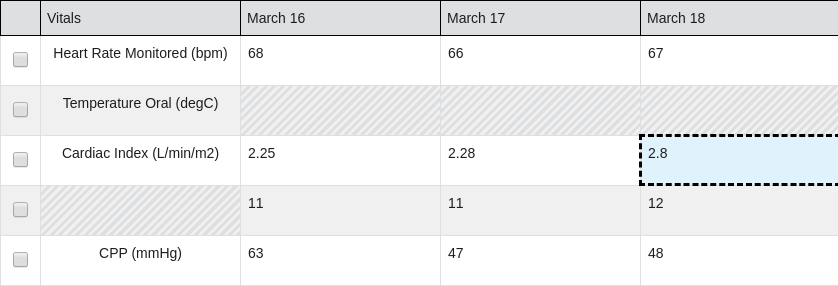 Vitals March 16 March 17 March 18
Heart Rate Monitored (bpm) 68 66 67
Temperature Oral (degC)
Cardiac Index (L/min/m2) 2.25 2.28 2.8
11 11 12
CPP (mmHg) 63 47 48